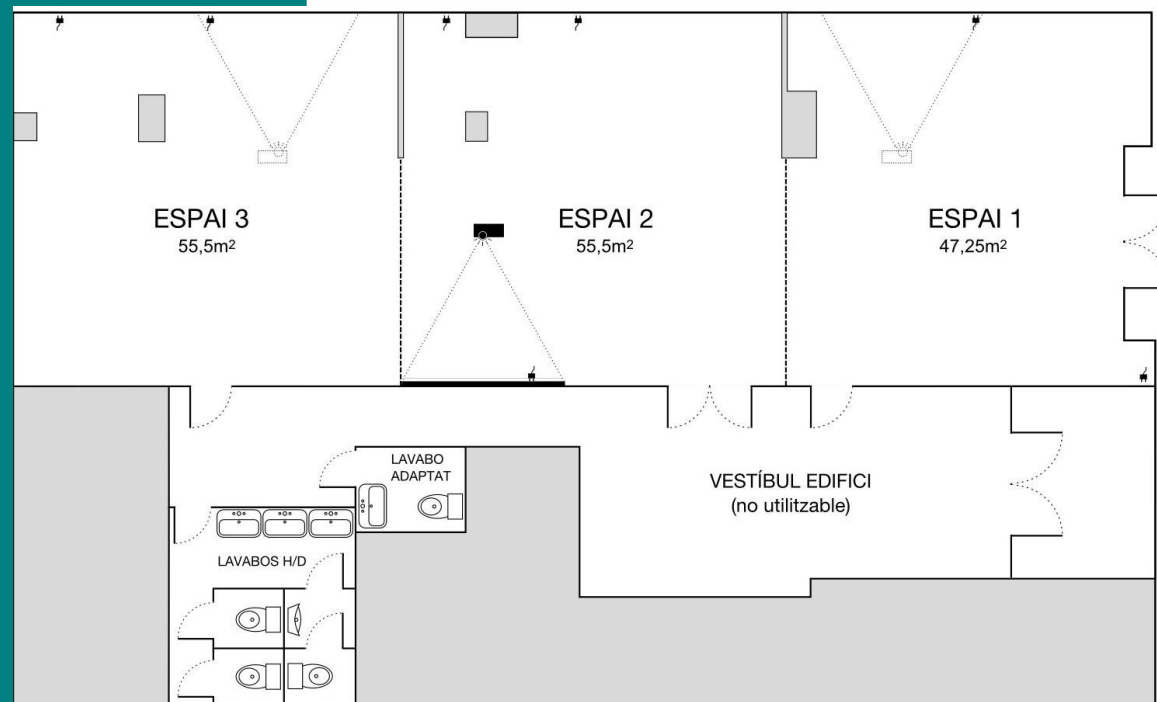 ESPAI 3
55,5m²
ESPAI 2
55,5m²
ESPAI 1
47,25m²
LAVABO
ADAPTAT
VESTÍBUL EDIFICI
(no utilitzable)
LAVABOS H/D